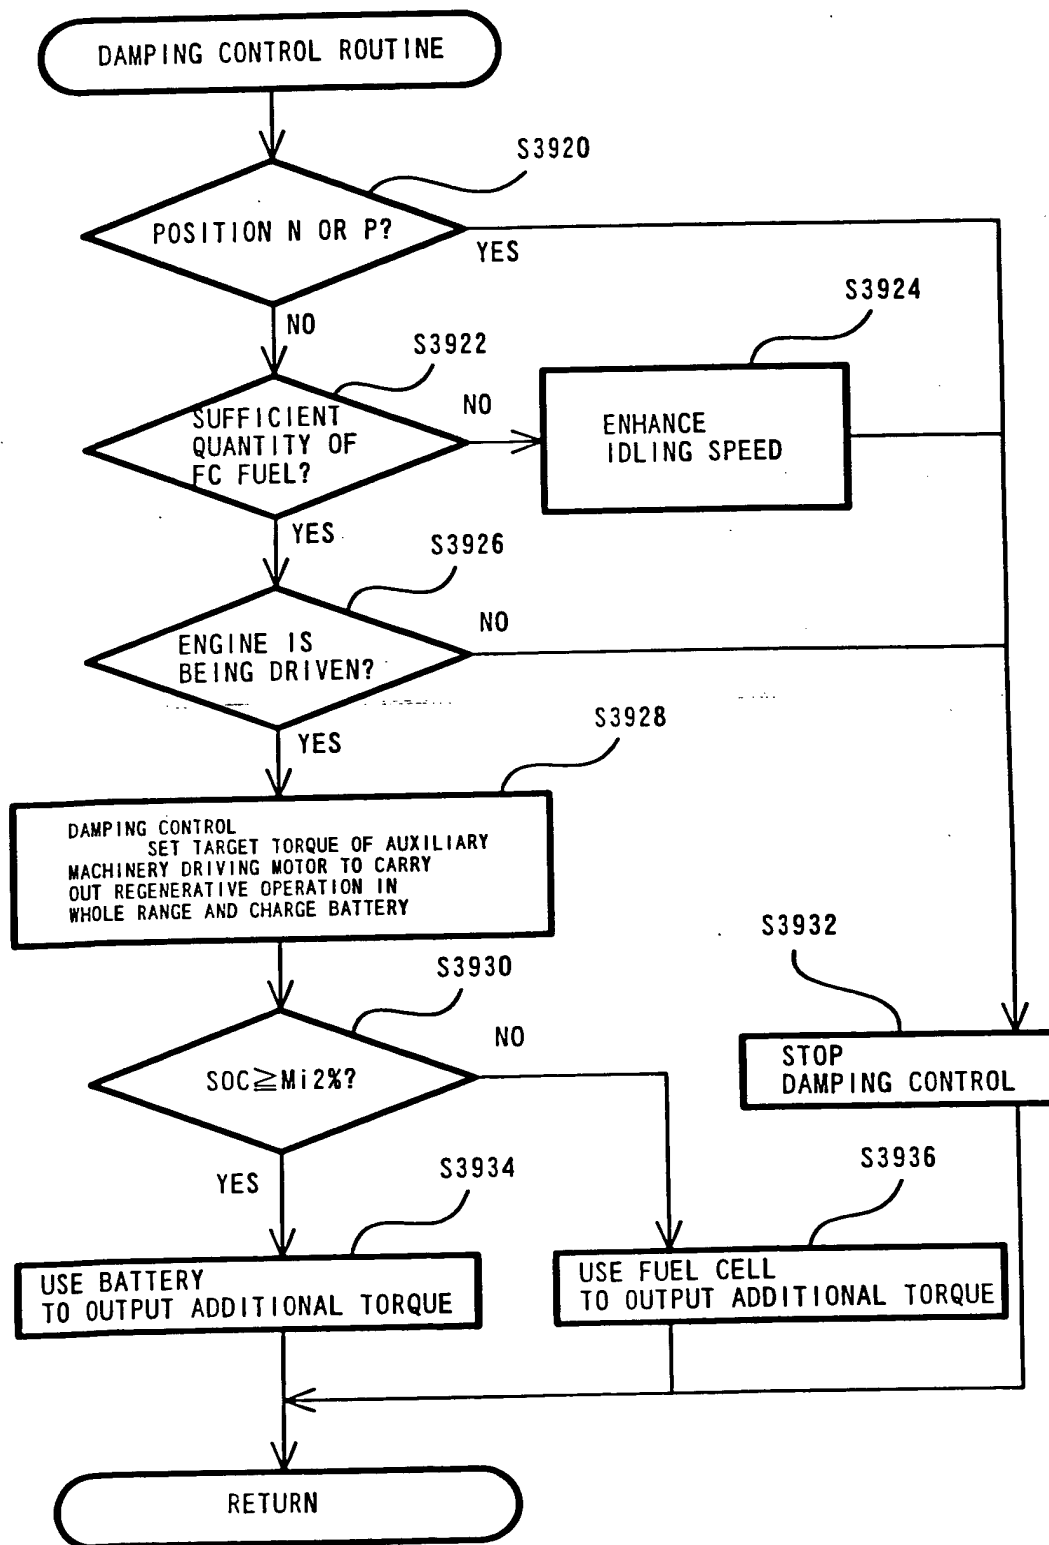 DAMPING CONTROL ROUTINE
S3920
POSITION N OR P?
YES
NO
S3924
S3922
NO
SUFFICIENT
QUANTITY OF
FC FUEL?
ENHANCE
IDLING SPEED
YES
S3926
NO
ENGINE IS
BEING DRIVEN?
YES
S3928
DAMPING CONTROL
SET TARGET TORQUE OF AUXILIARY
MACHINERY DRIVING MOTOR TO CARRY
OUT REGENERATIVE OPERATION IN
WHOLE RANGE AND CHARGE BATTERY
S3932
S3930
NO
SOC≧Mi2%?
STOP
DAMPING CONTROL
YES
S3934
S3936
USE BATTERY
TO OUTPUT ADDITIONAL TORQUE
USE FUEL CELL
TO OUTPUT ADDITIONAL TORQUE
RETURN